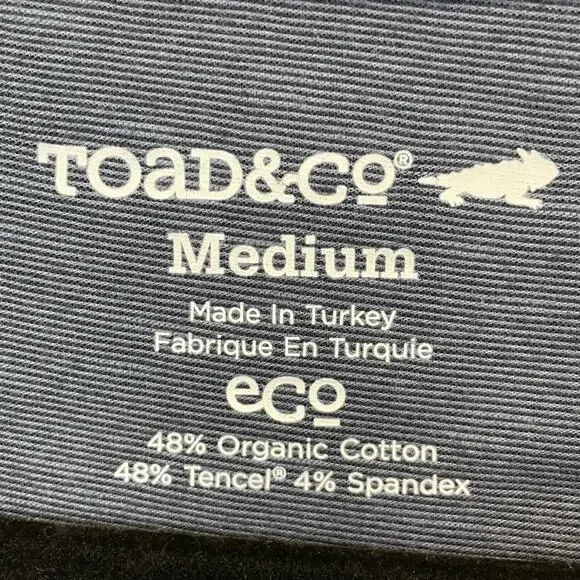 TOAD&CO®
Medium
Made In Turkey
Fabrique En Turquie
eco
48% Organic Cotton
48% Tencel® 4% Spandex